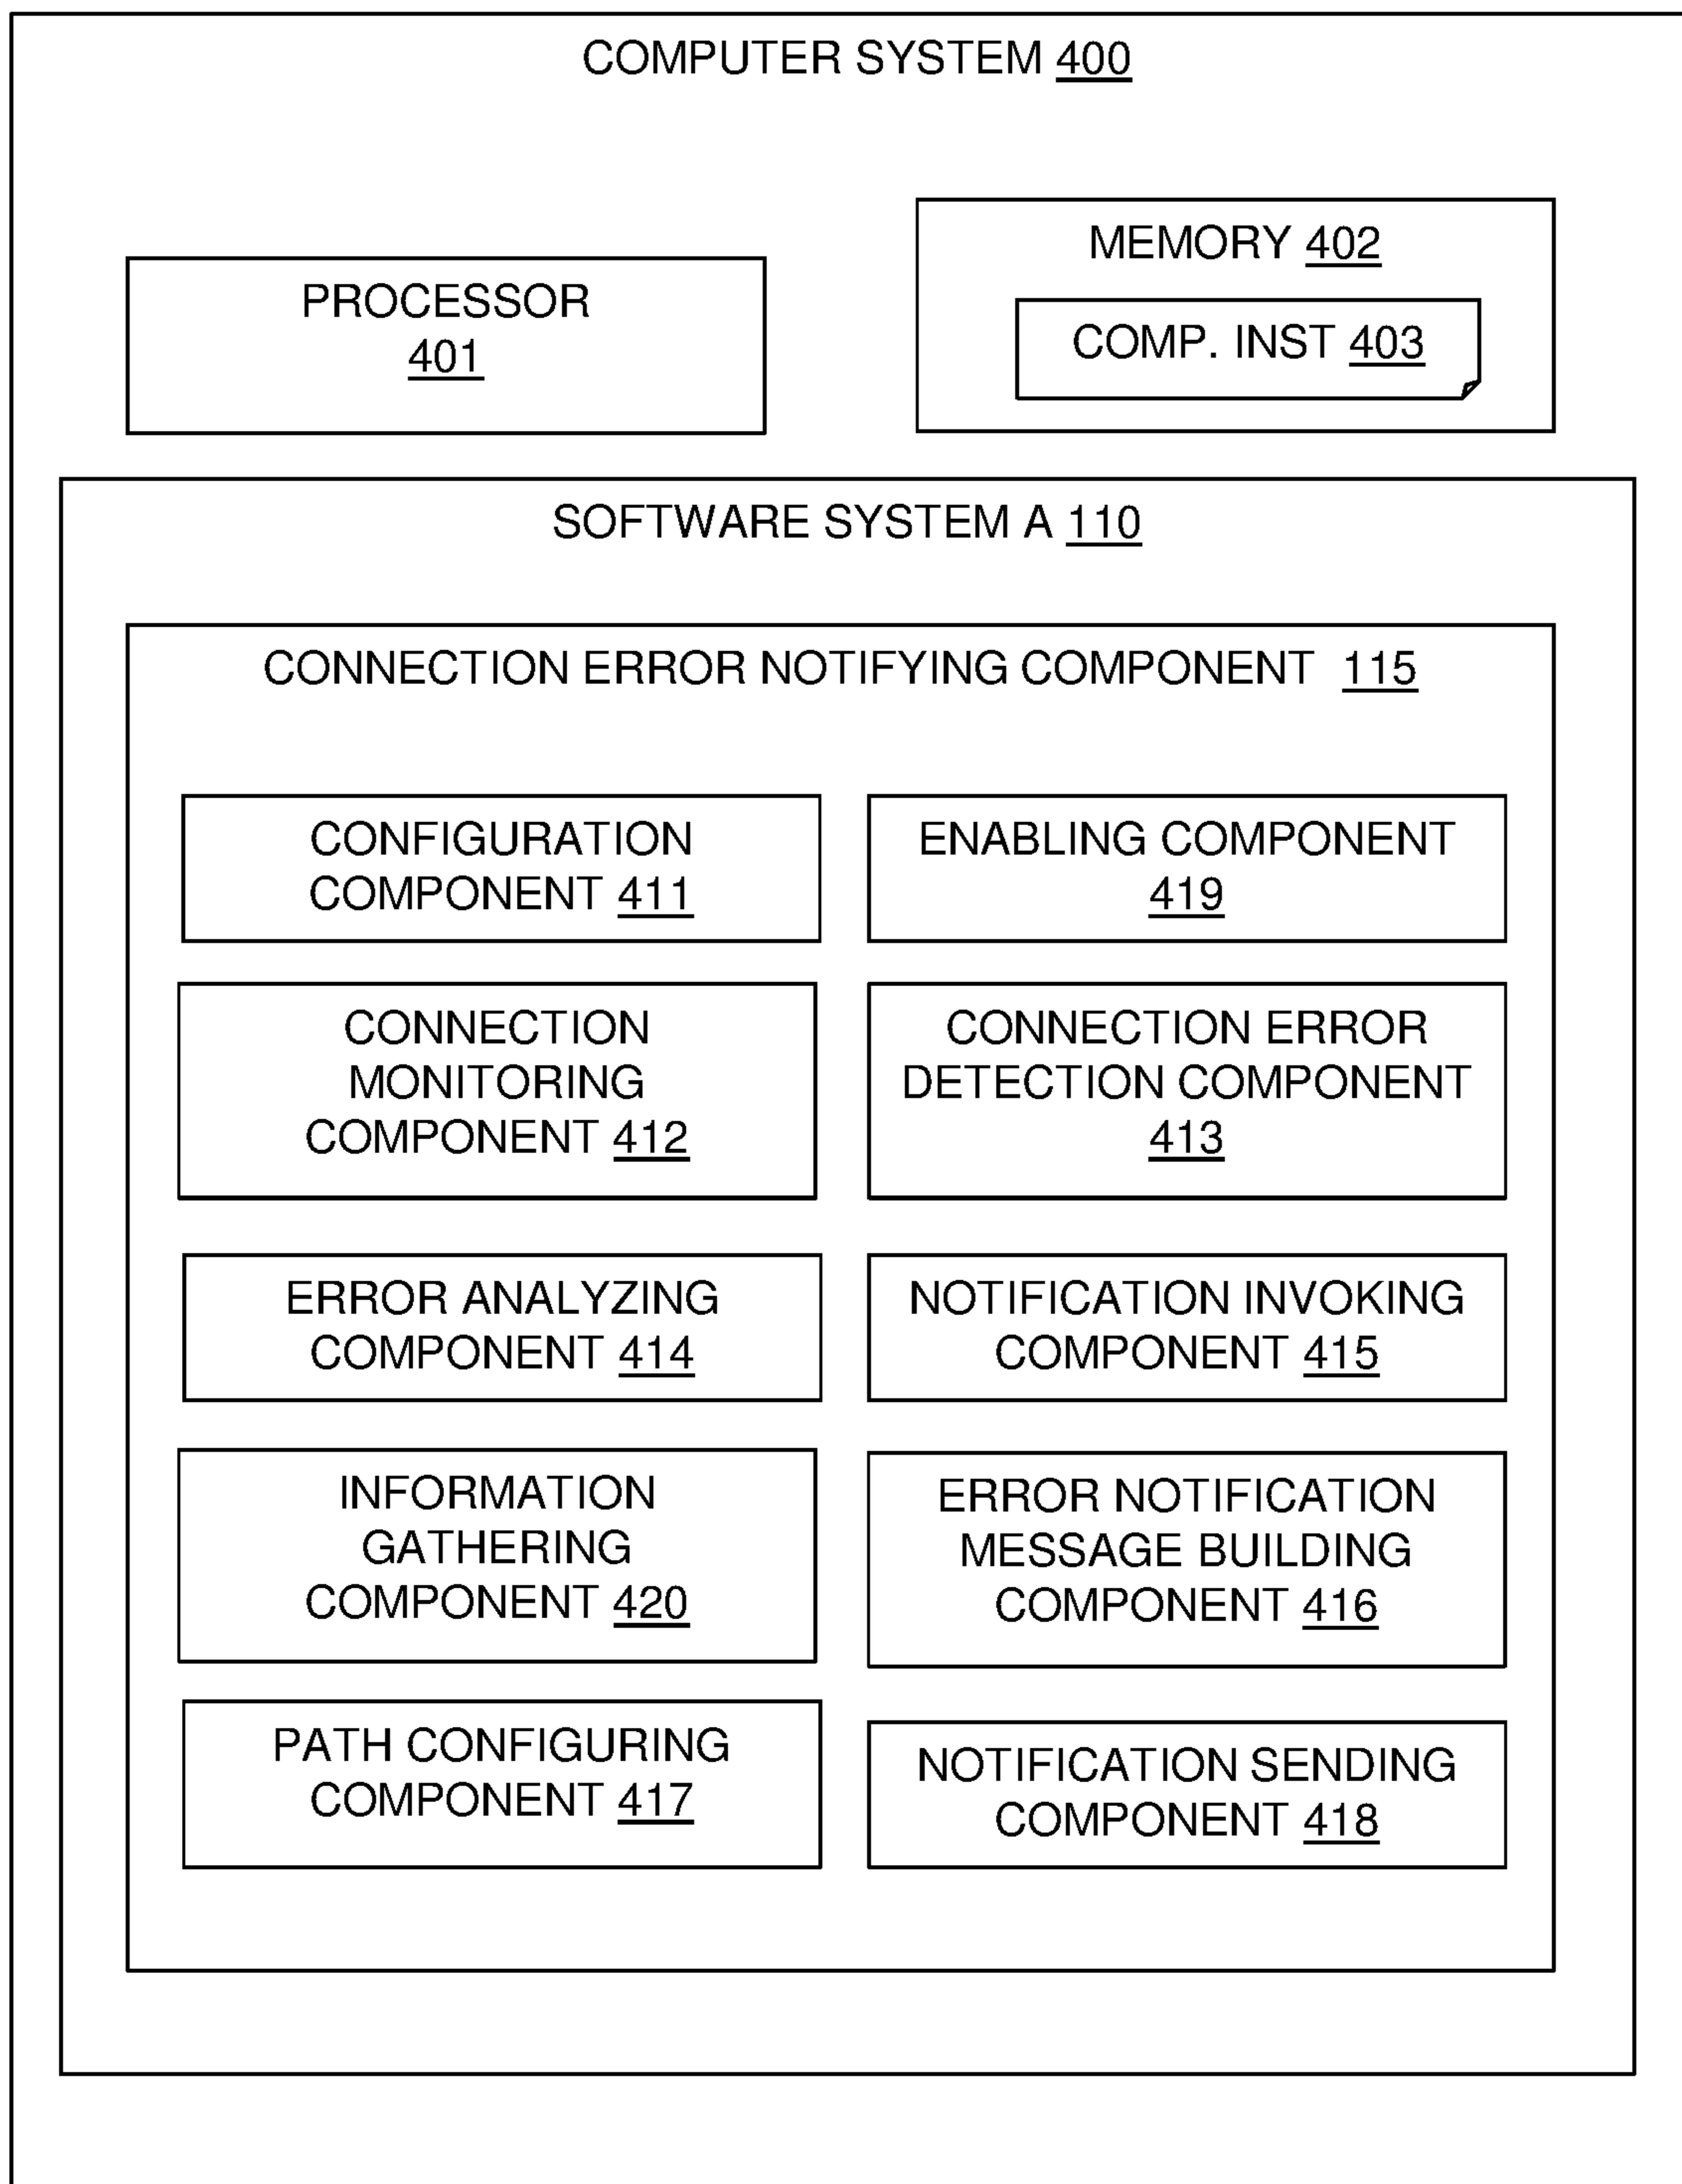 COMPUTER SYSTEM 400
PROCESSOR
401
MEMORY 402
COMP. INST 403
SOFTWARE SYSTEM A 110
CONNECTION ERROR NOTIFYING COMPONENT 115
CONFIGURATION
COMPONENT 411
ENABLING COMPONENT
419
CONNECTION
MONITORING
COMPONENT 412
CONNECTION ERROR
DETECTION COMPONENT
413
ERROR ANALYZING
COMPONENT 414
NOTIFICATION INVOKING
COMPONENT 415
INFORMATION
GATHERING
COMPONENT 420
ERROR NOTIFICATION
MESSAGE BUILDING
COMPONENT 416
PATH CONFIGURING
COMPONENT 417
NOTIFICATION SENDING
COMPONENT 418